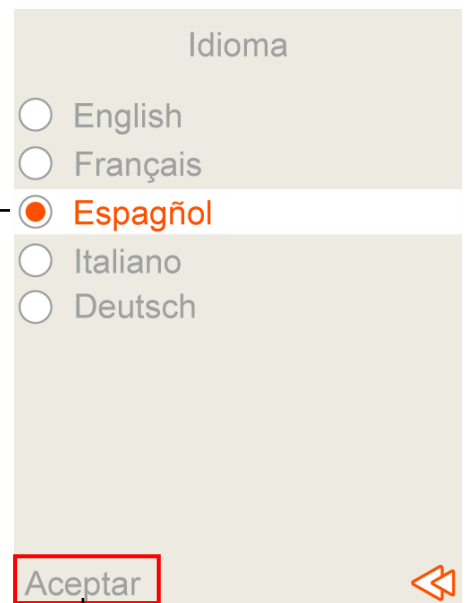 Idioma
English
Français
Espagñol
Italiano
Deutsch
Aceptar